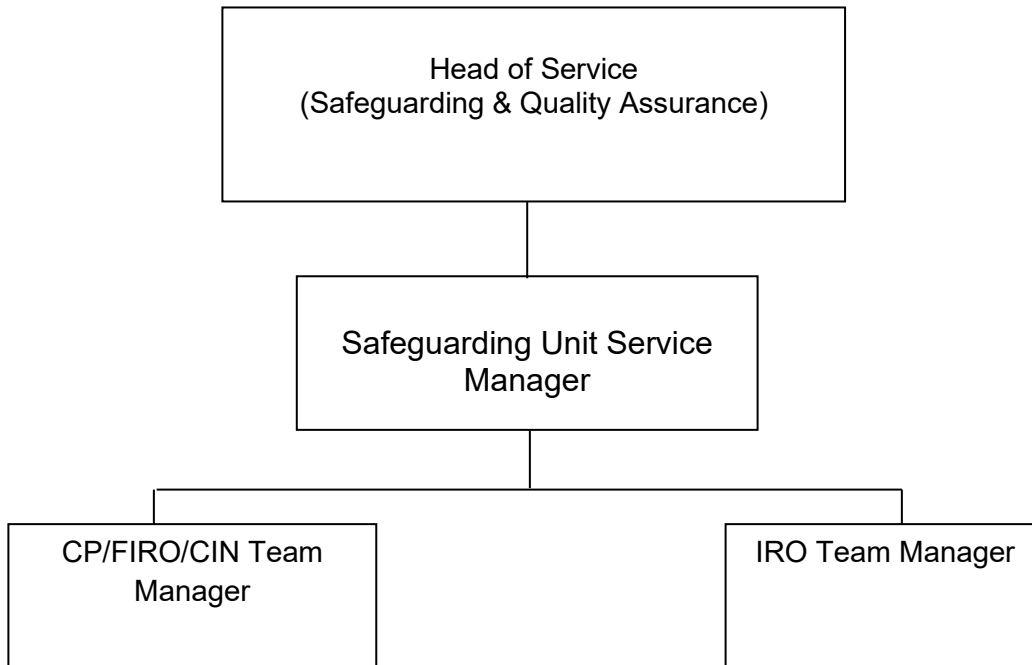 Head of Service
(Safeguarding & Quality Assurance)
Safeguarding Unit Service
Manager
CP/FIRO/CIN Team
Manager
IRO Team Manager